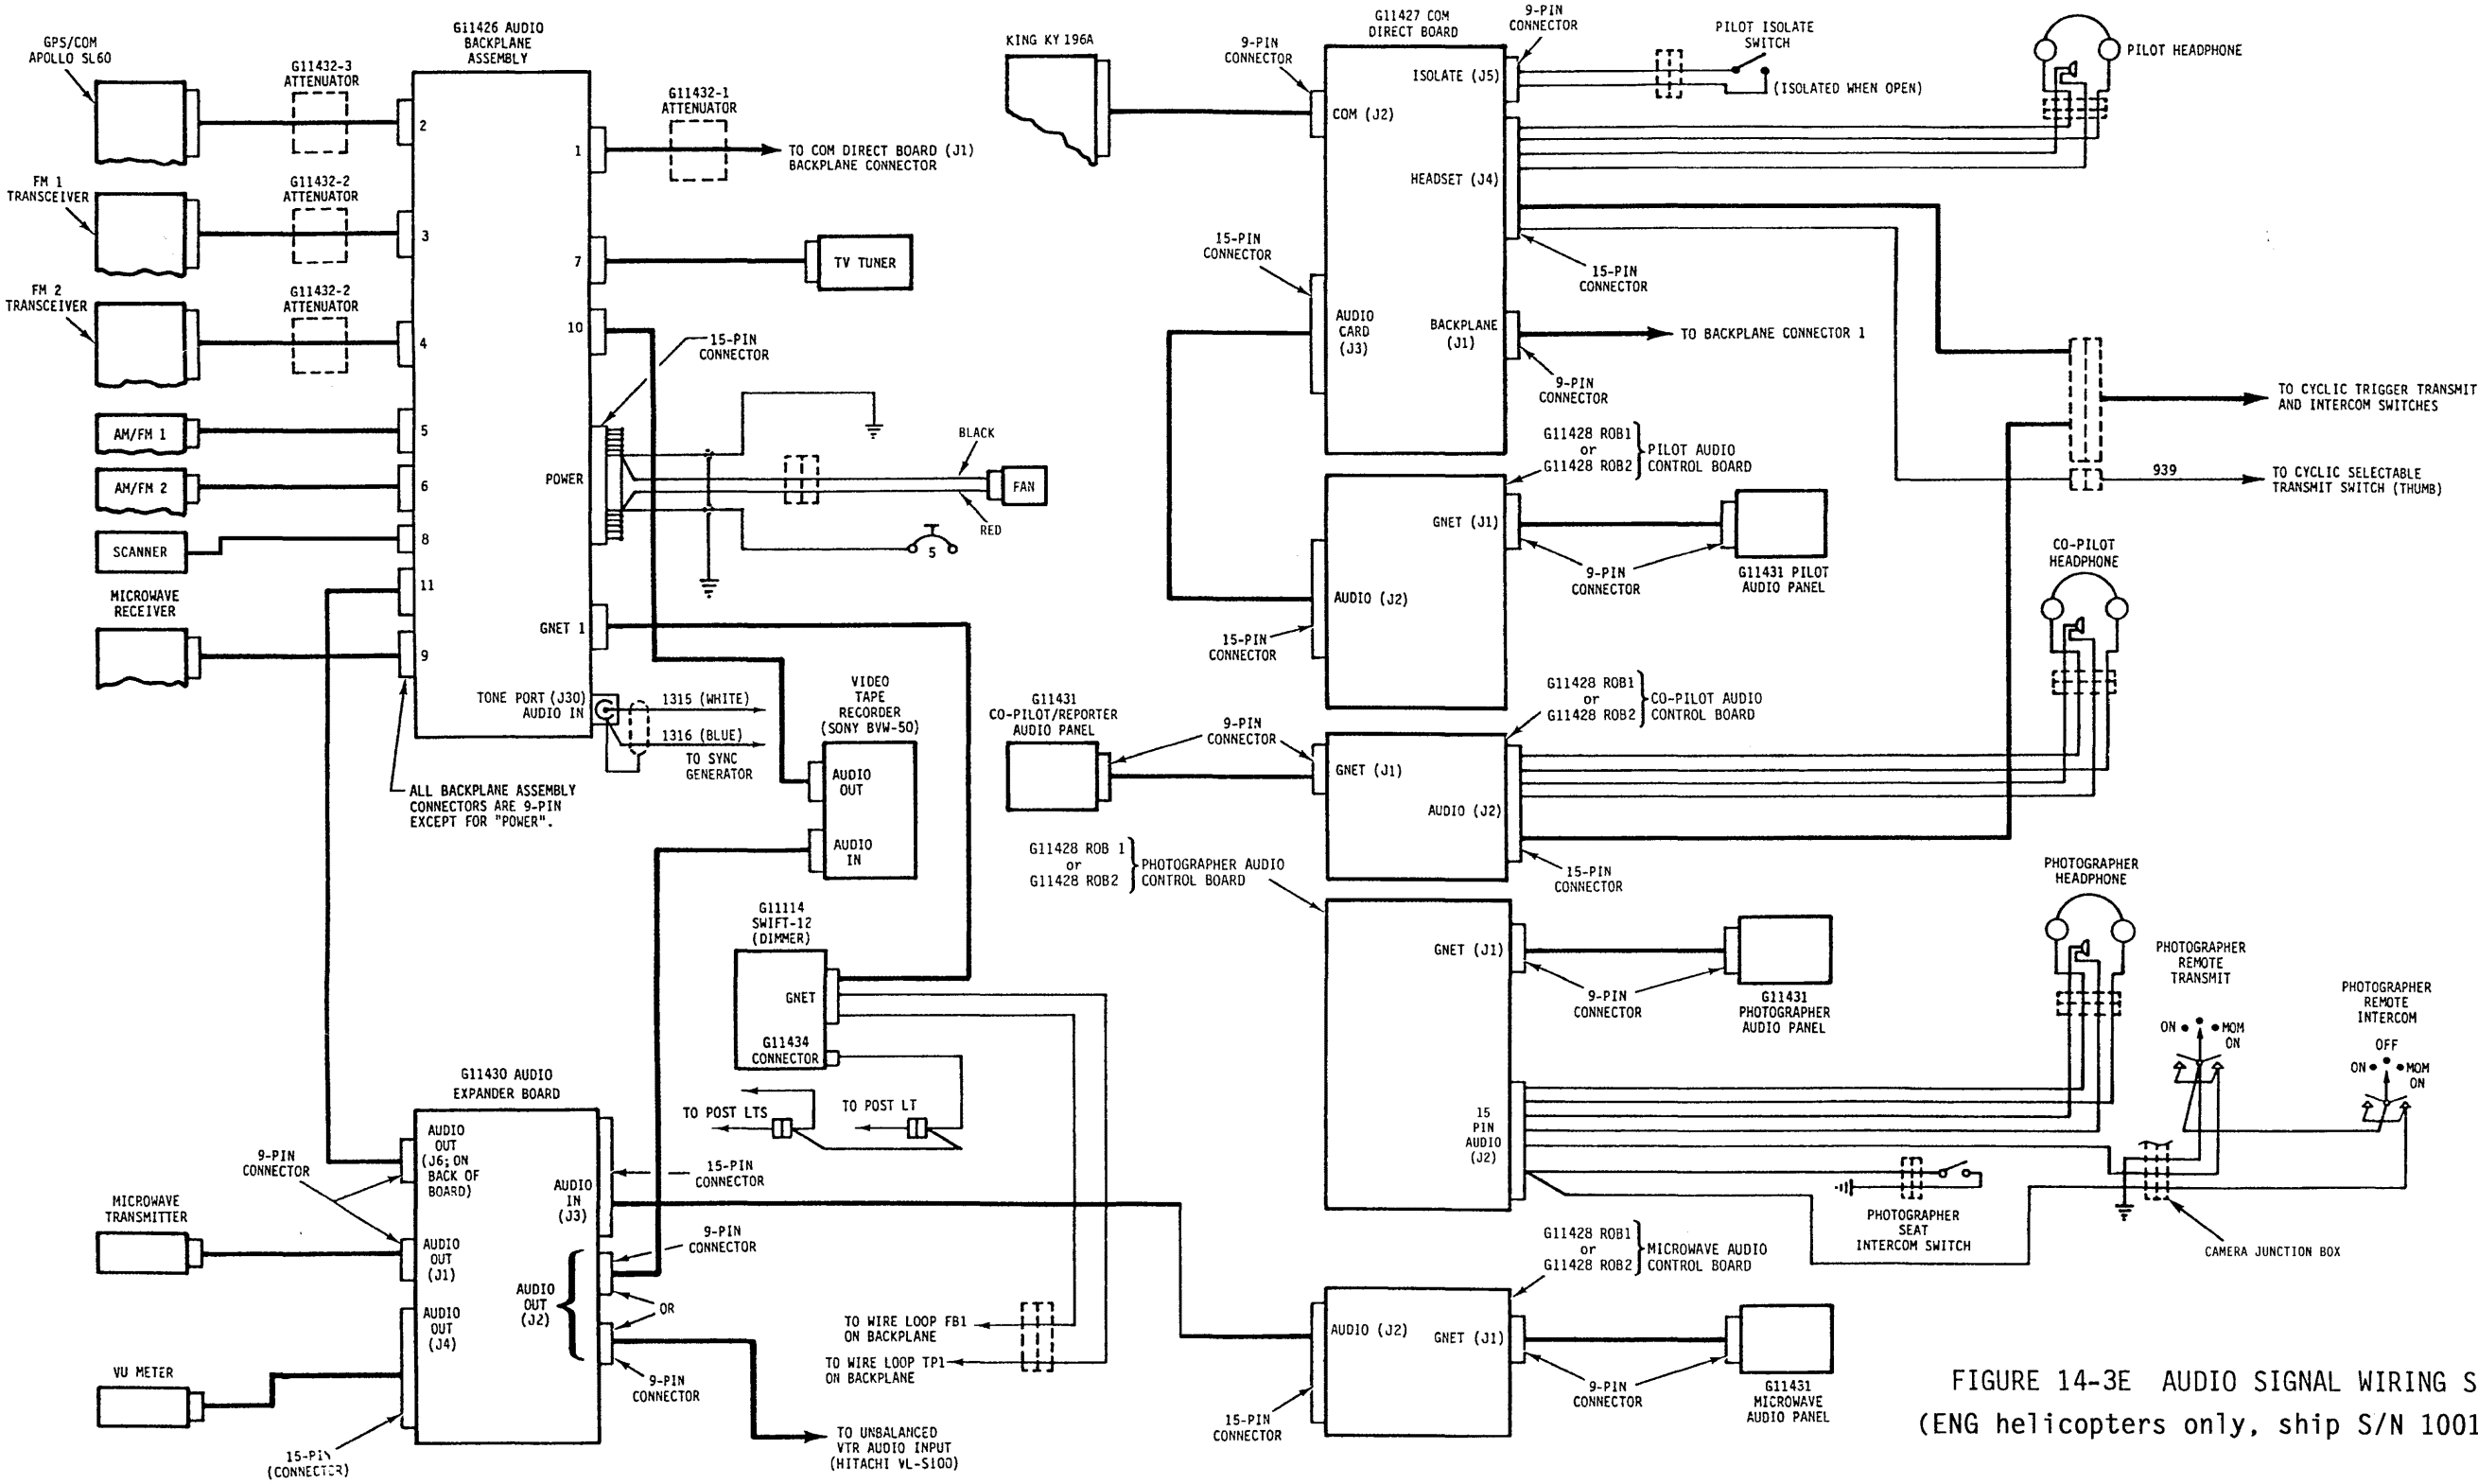 GPS/COM
APOLLO SL60
G11432-3
ATTENUATOR
G11426 AUDIO
BACKPLANE
ASSEMBLY
2
G11432-1
ATTENUATOR
1
TO COM DIRECT BOARD (J1)
BACKPLANE CONNECTOR
FM 1
TRANSCEIVER
G11432-2
ATTENUATOR
3
7
TV TUNER
FM 2
TRANSCEIVER
G11432-2
ATTENUATOR
4
10
15-PIN
CONNECTOR
AM/FM 1
5
AM/FM 2
6
POWER
BLACK
FAN
RED
5
SCANNER
8
11
MICROWAVE
RECEIVER
9
GNET 1
TONE PORT (J30)
AUDIO IN
1315 (WHITE)
1316 (BLUE)
TO SYNC
GENERATOR
ALL BACKPLANE ASSEMBLY
CONNECTORS ARE 9-PIN
EXCEPT FOR "POWER".
VIDEO
TAPE
RECORDER
(SONY BVW-50)
AUDIO
OUT
AUDIO
IN
G11114
SWIFT-12
(DIMMER)
GNET
G11434
CONNECTOR
TO POST LTS
TO POST LT
G11430 AUDIO
EXPANDER BOARD
AUDIO
OUT
(J6; ON
BACK OF
BOARD)
9-PIN
CONNECTOR
15-PIN
CONNECTOR
AUDIO
IN
(J3)
MICROWAVE
TRANSMITTER
AUDIO
OUT
(J1)
9-PIN
CONNECTOR
AUDIO
OUT
(J2)
OR
AUDIO
OUT
(J4)
VU METER
9-PIN
CONNECTOR
15-PIN
(CONNECTOR)
TO UNBALANCED
VTR AUDIO INPUT
(HITACHI VL-S100)
TO WIRE LOOP FB1
ON BACKPLANE
TO WIRE LOOP TP1
ON BACKPLANE
KING KY 196A
9-PIN
CONNECTOR
G11427 COM
DIRECT BOARD
9-PIN
CONNECTOR
PILOT ISOLATE
SWITCH
(ISOLATED WHEN OPEN)
PILOT HEADPHONE
ISOLATE (J5)
COM (J2)
HEADSET (J4)
15-PIN
CONNECTOR
15-PIN
CONNECTOR
AUDIO
CARD
(J3)
BACKPLANE
(J1)
TO BACKPLANE CONNECTOR 1
9-PIN
CONNECTOR
TO CYCLIC TRIGGER TRANSMIT
AND INTERCOM SWITCHES
939
TO CYCLIC SELECTABLE
TRANSMIT SWITCH (THUMB)
G11428 ROB1
or
G11428 ROB2
PILOT AUDIO
CONTROL BOARD
GNET (J1)
9-PIN
CONNECTOR
G11431 PILOT
AUDIO PANEL
AUDIO (J2)
15-PIN
CONNECTOR
CO-PILOT
HEADPHONE
G11431
CO-PILOT/REPORTER
AUDIO PANEL
9-PIN
CONNECTOR
G11428 ROB1
or
G11428 ROB2
CO-PILOT AUDIO
CONTROL BOARD
GNET (J1)
AUDIO (J2)
15-PIN
CONNECTOR
G11428 ROB 1
or
G11428 ROB2
PHOTOGRAPHER AUDIO
CONTROL BOARD
PHOTOGRAPHER
HEADPHONE
GNET (J1)
9-PIN
CONNECTOR
G11431
PHOTOGRAPHER
AUDIO PANEL
PHOTOGRAPHER
REMOTE
TRANSMIT
ON
MOM
ON
PHOTOGRAPHER
REMOTE
INTERCOM
OFF
ON
MOM
ON
15
PIN
AUDIO
(J2)
PHOTOGRAPHER
SEAT
INTERCOM SWITCH
CAMERA JUNCTION BOX
G11428 ROB1
or
G11428 ROB2
MICROWAVE AUDIO
CONTROL BOARD
AUDIO (J2)
GNET (J1)
15-PIN
CONNECTOR
9-PIN
CONNECTOR
G11431
MICROWAVE
AUDIO PANEL
FIGURE 14-3E AUDIO SIGNAL WIRING S
(ENG helicopters only, ship S/N 1001